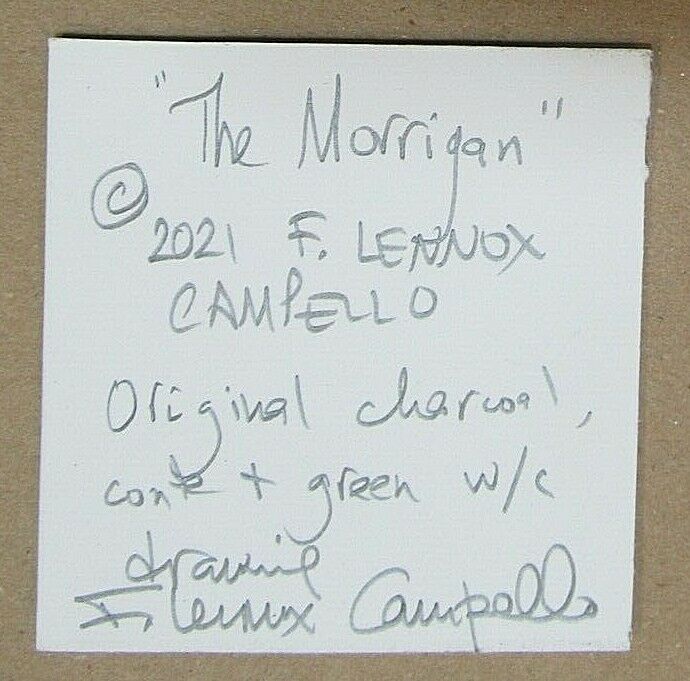 "The Morrigan"
© 2021 F. LENNOX
CAMPELLO
Original charcoal,
conte + green w/c
drawing
F. Lennox Campello